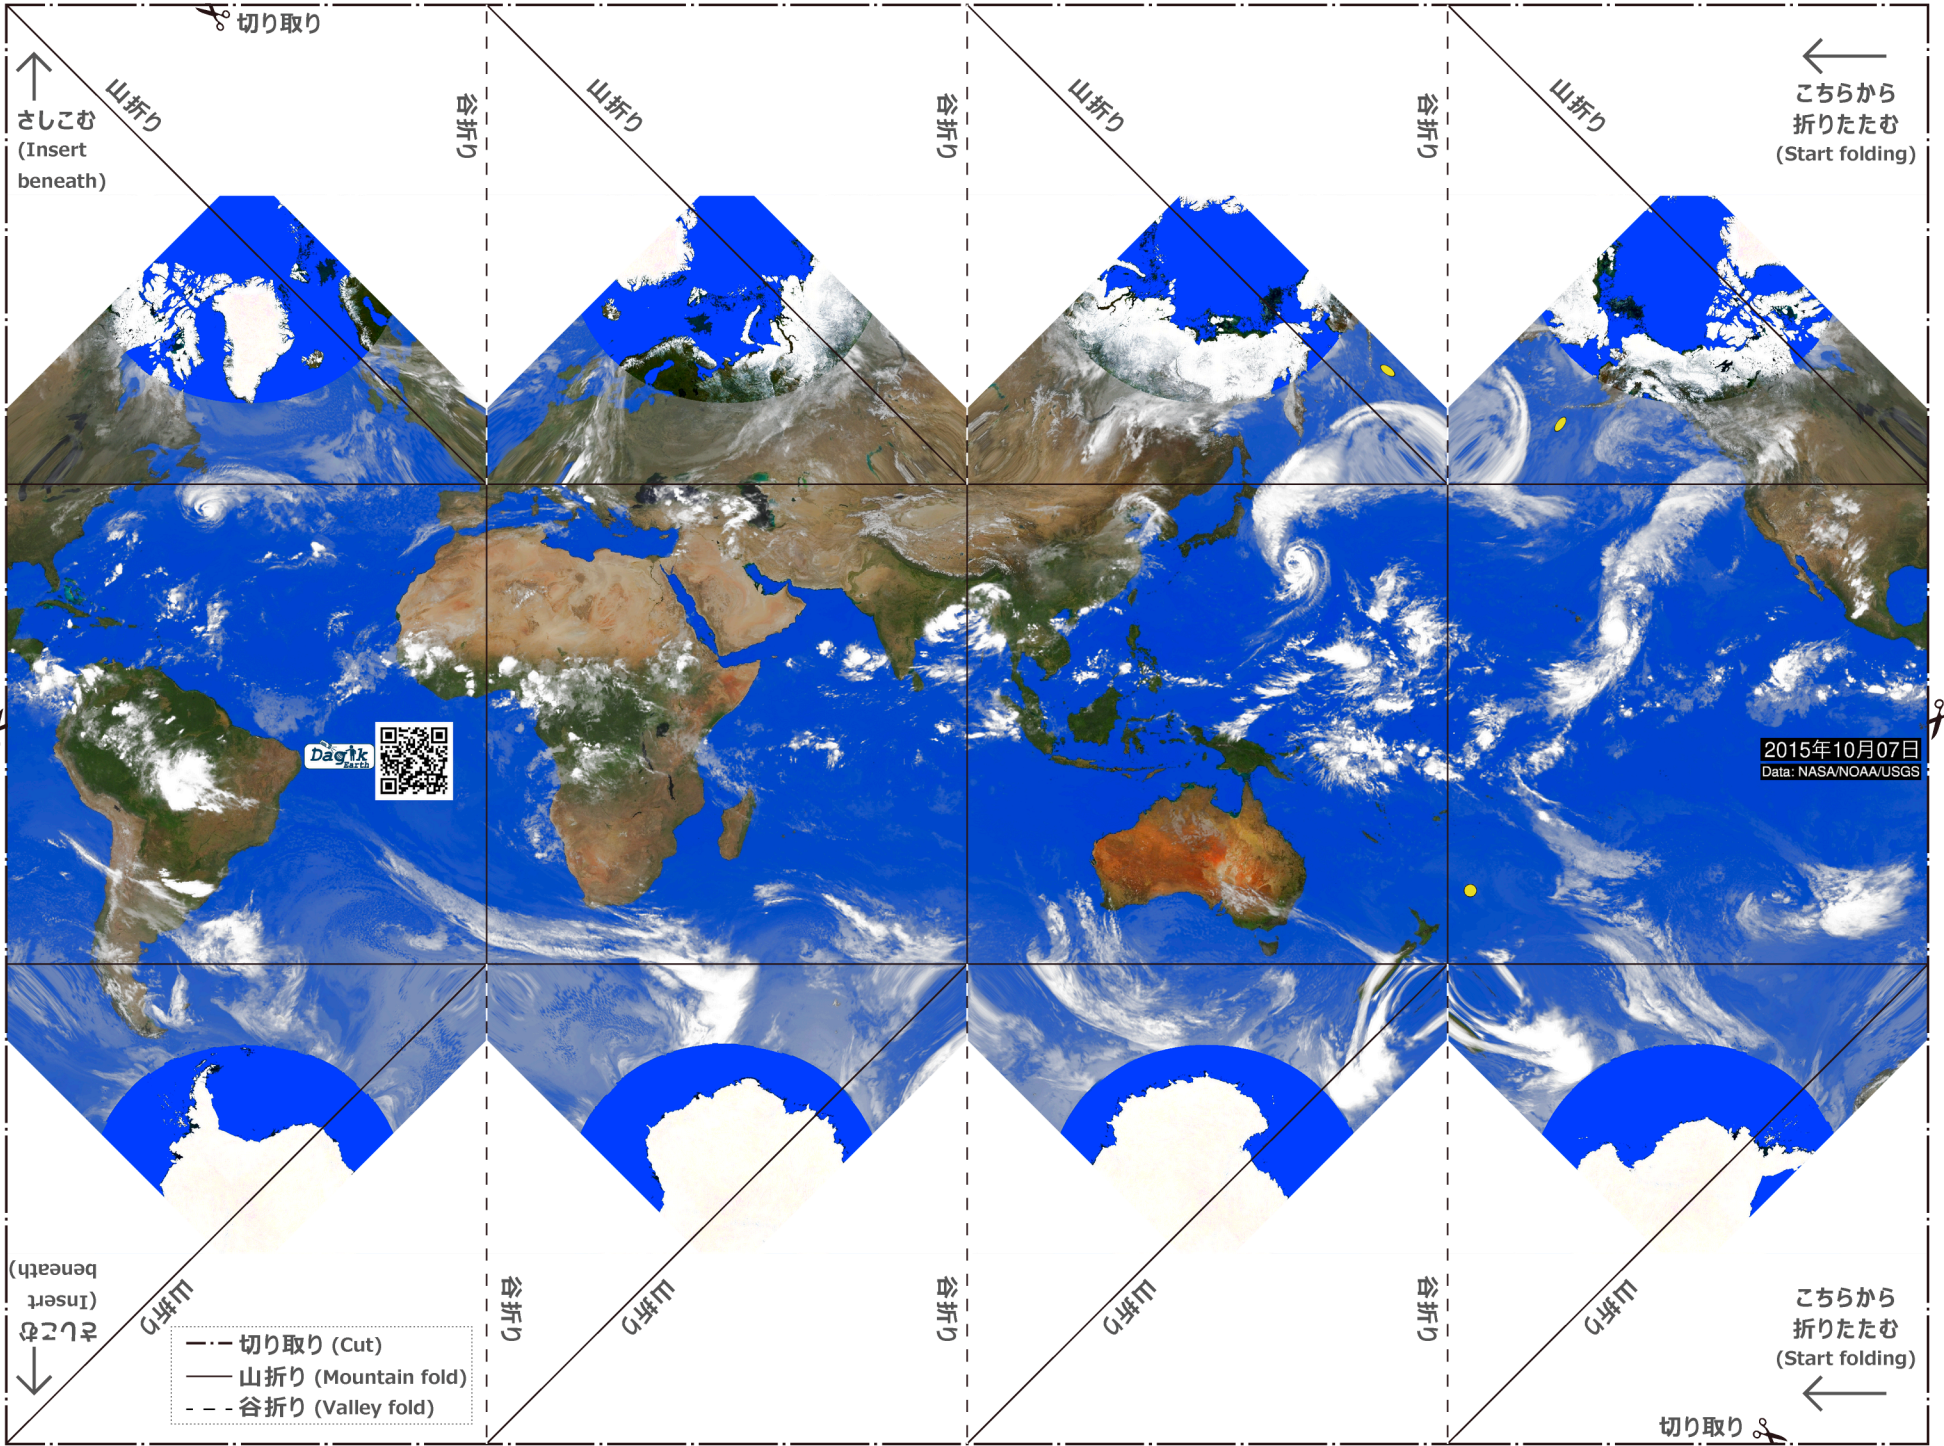 切り取り
山折り
谷折り
山折り
谷折り
山折り
谷折り
山折り
さしこむ
(Insert
beneath)
こちらから
折りたたむ
(Start folding)
Dagik
Earth
2015年10月07日
Data: NASA/NOAA/USGS
さしこむ
(Insert
beneath)
山折り
谷折り
山折り
谷折り
山折り
谷折り
山折り
こちらから
折りたたむ
(Start folding)
切り取り (Cut)
山折り (Mountain fold)
谷折り (Valley fold)
切り取り